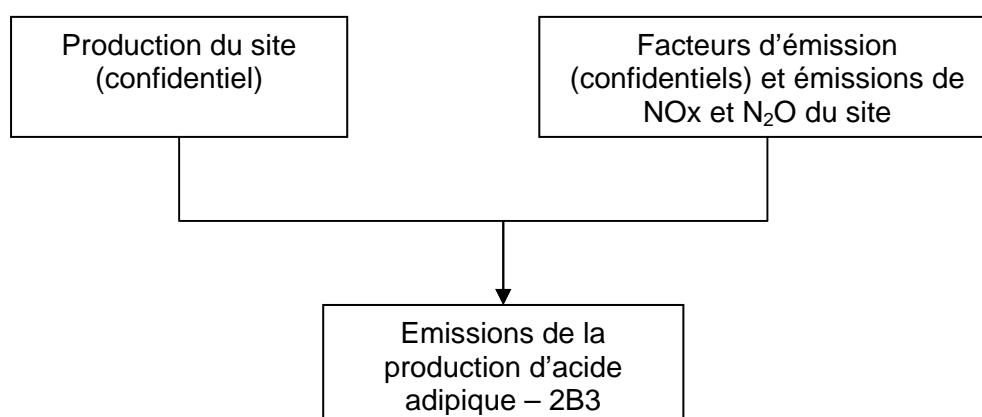 Production du site
(confidentiel)
Facteurs d’émission
(confidentiels) et émissions de
NOx et N₂O du site
Emissions de la
production d’acide
adipique – 2B3